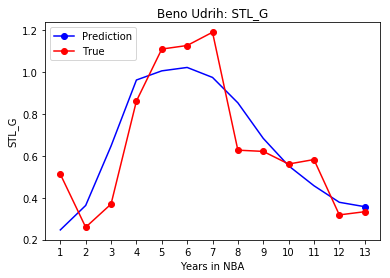 Beno Udrih: STL_G
Prediction
True
STL_G
1.2
1.0
0.8
0.6
0.4
0.2
1 2 3 4 5 6 7 8 9 10 11 12 13
Years in NBA